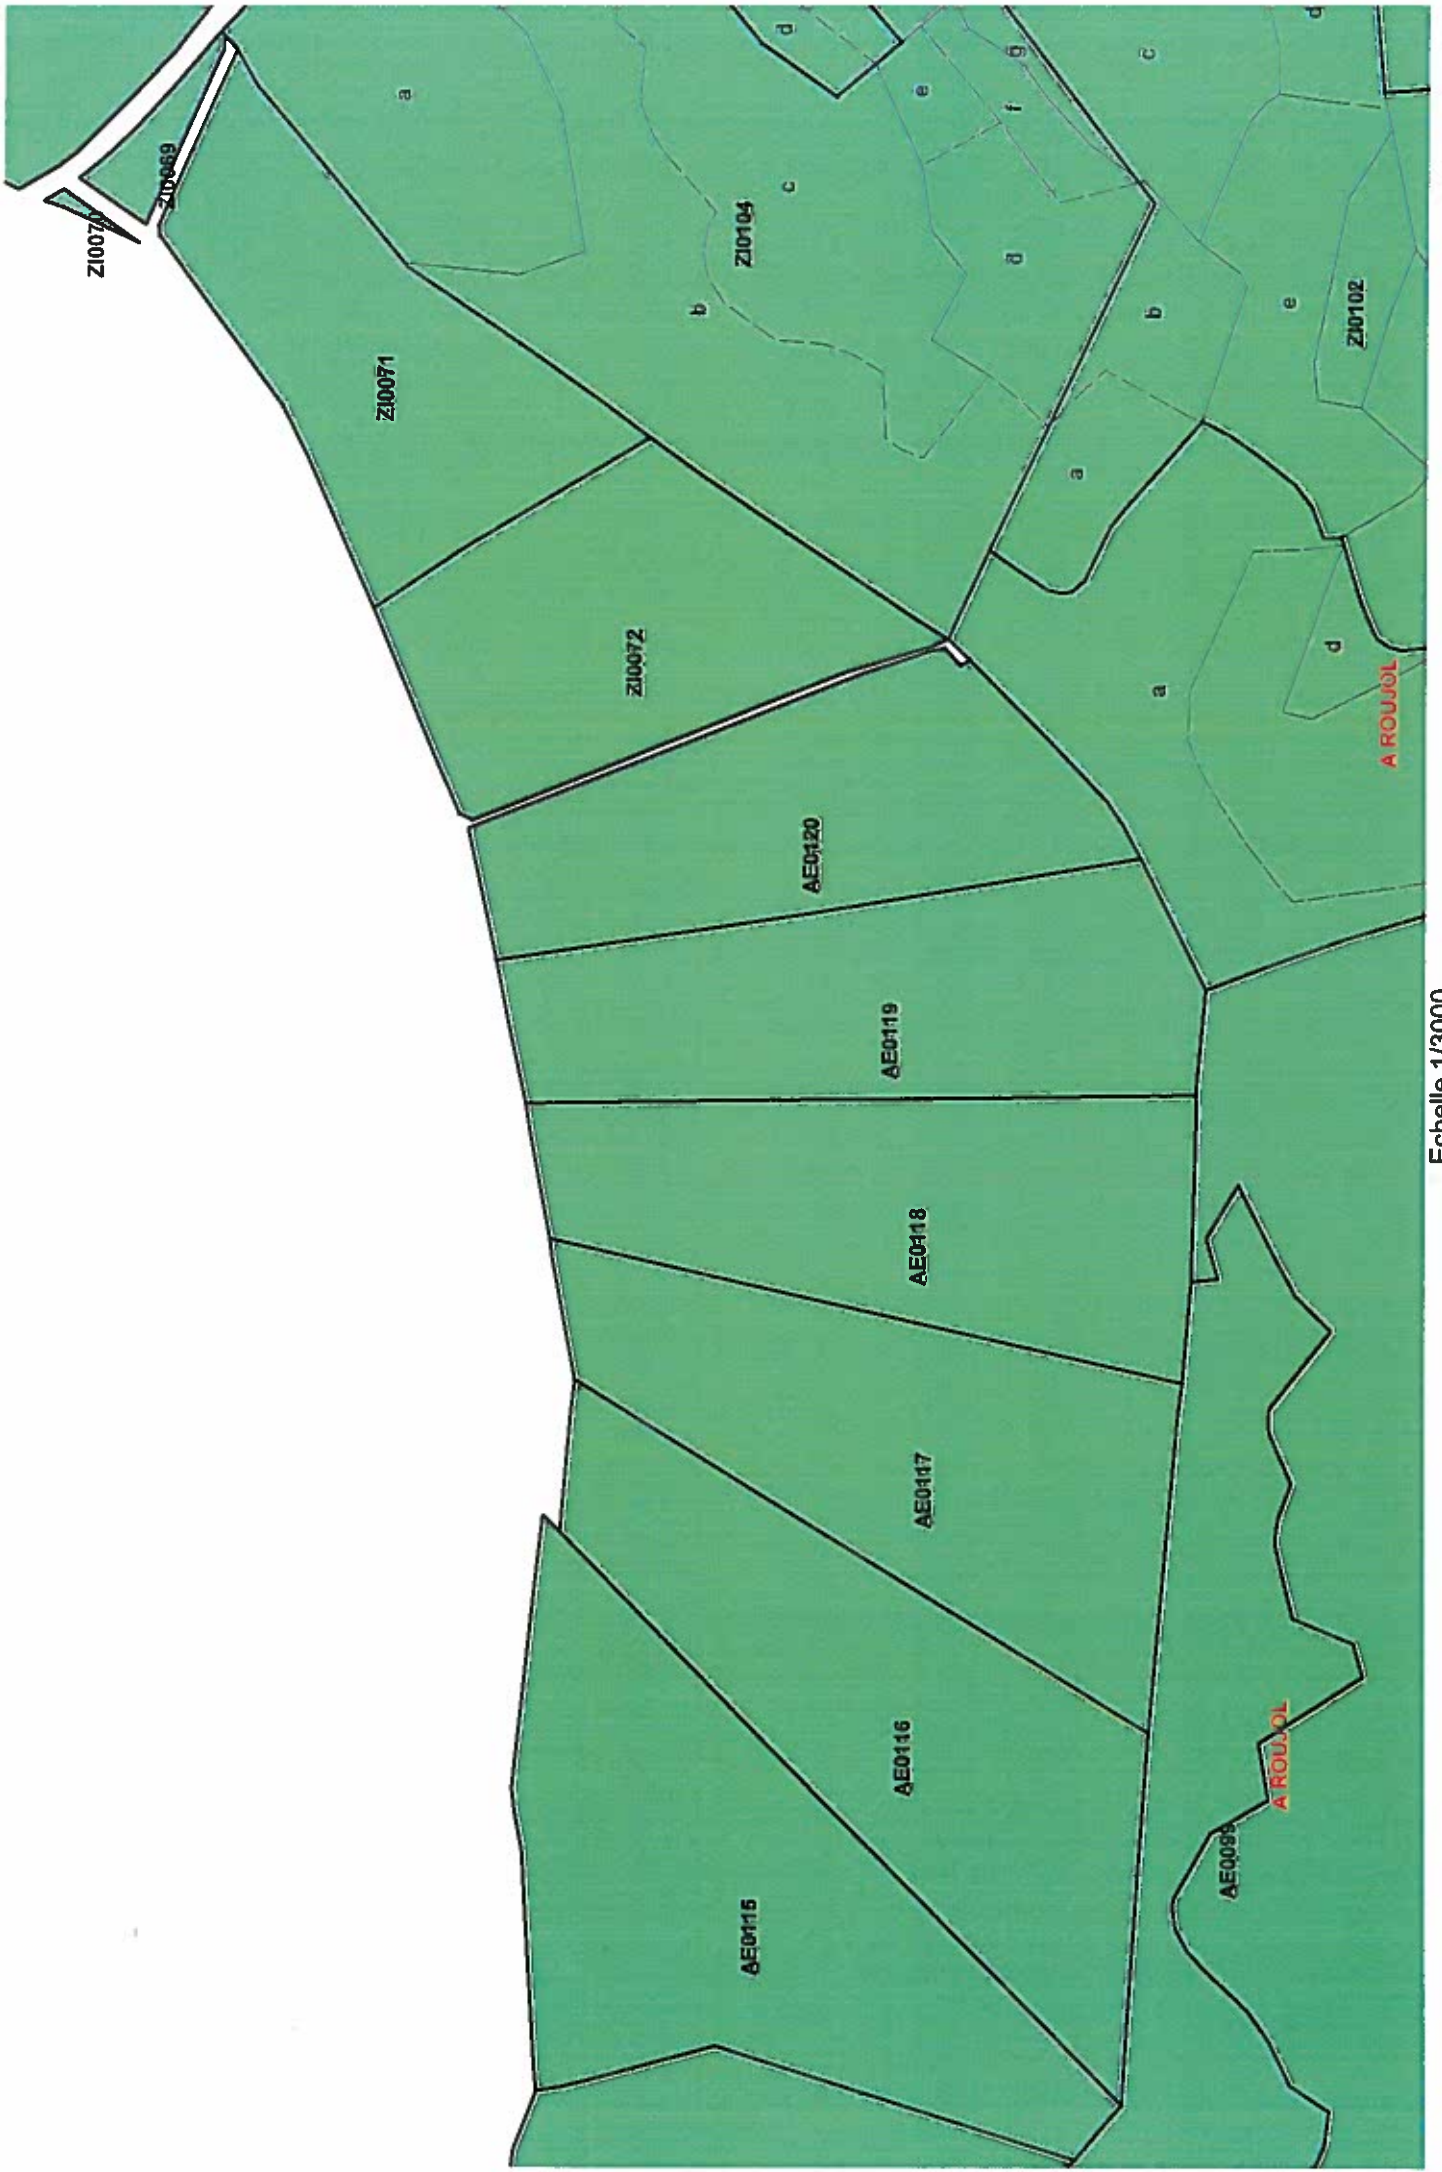 ZI0070
ZI0069
a
ZI0071
b
ZI0104
c
d
e
f
g
d
c
d
b
e
ZI0102
a
ZI0072
a
d
A ROUJOL
AE0120
AE0119
AE0118
AE0117
AE0116
AE0115
AE0099
A ROUJOL
Echelle 1/3000